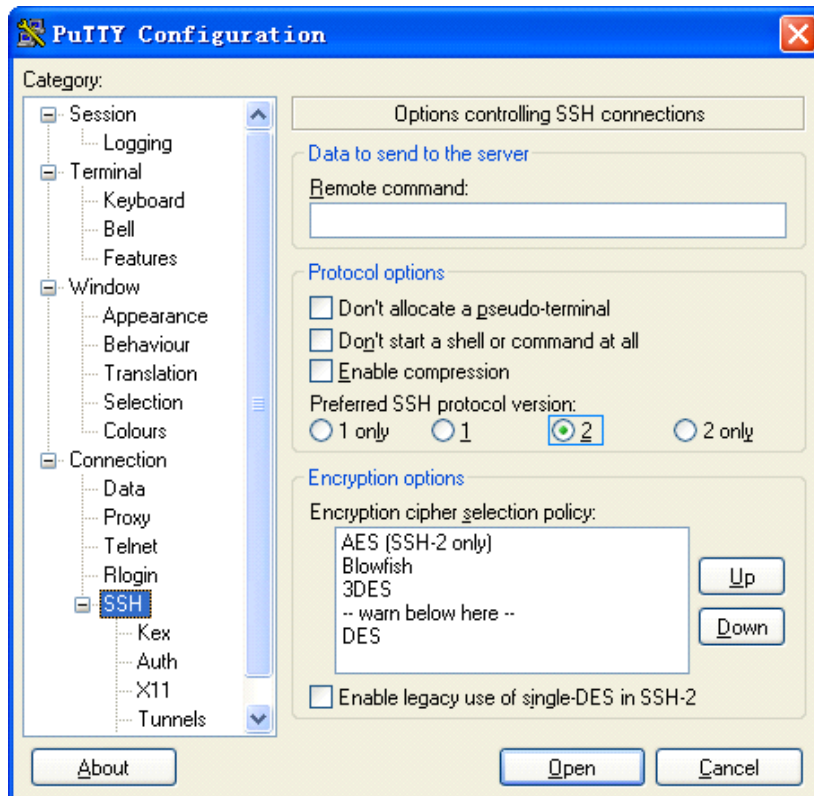 PuTTY Configuration
Category:
Session
Logging
Terminal
Keyboard
Bell
Features
Window
Appearance
Behaviour
Translation
Selection
Colours
Connection
Data
Proxy
Telnet
Rlogin
SSH
Kex
Auth
X11
Tunnels
Options controlling SSH connections
Data to send to the server
Remote command:
Protocol options
Don't allocate a pseudo-terminal
Don't start a shell or command at all
Enable compression
Preferred SSH protocol version:
1 only 1 2 2 only
Encryption options
Encryption cipher selection policy:
AES (SSH-2 only)
Blowfish
3DES
-- warn below here --
DES
Up
Down
Enable legacy use of single-DES in SSH-2
About Open Cancel